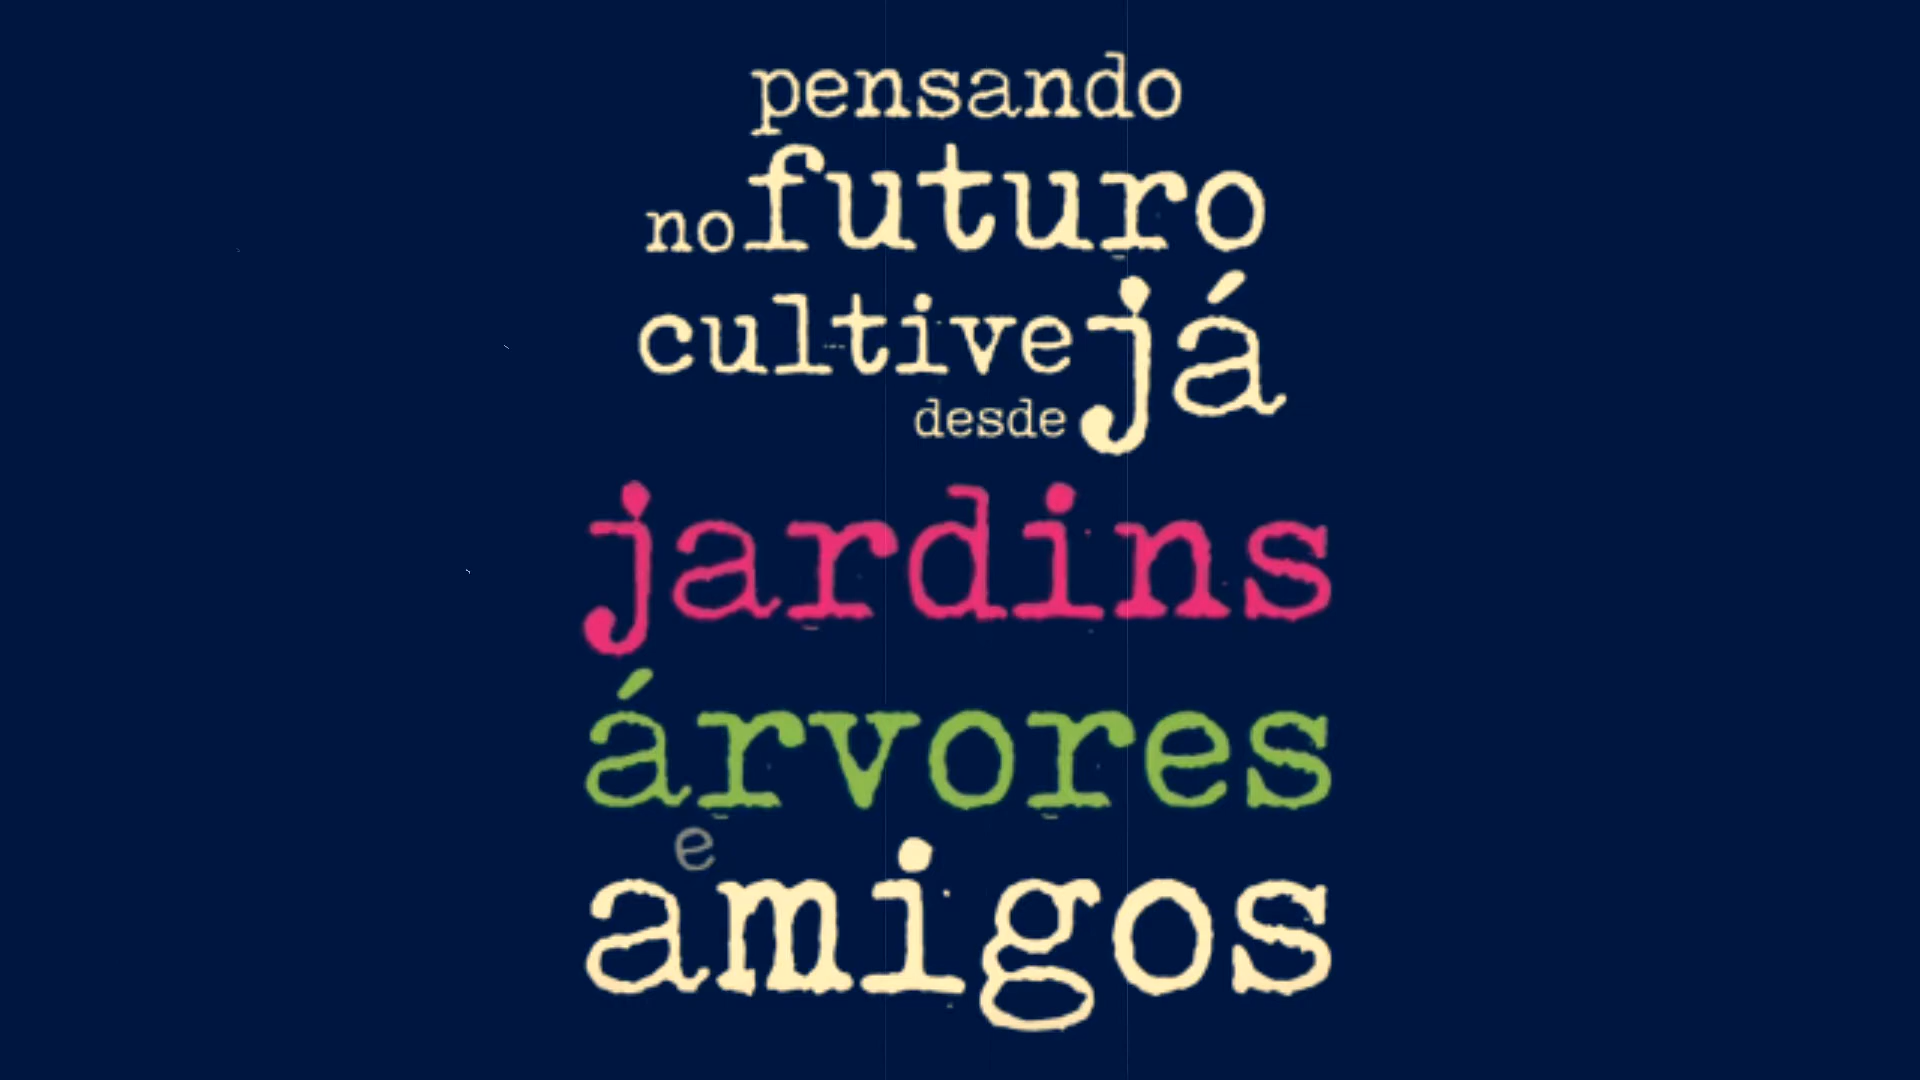 pensando
no futuro
cultive já
desde
jardins
árvores
e
amigos